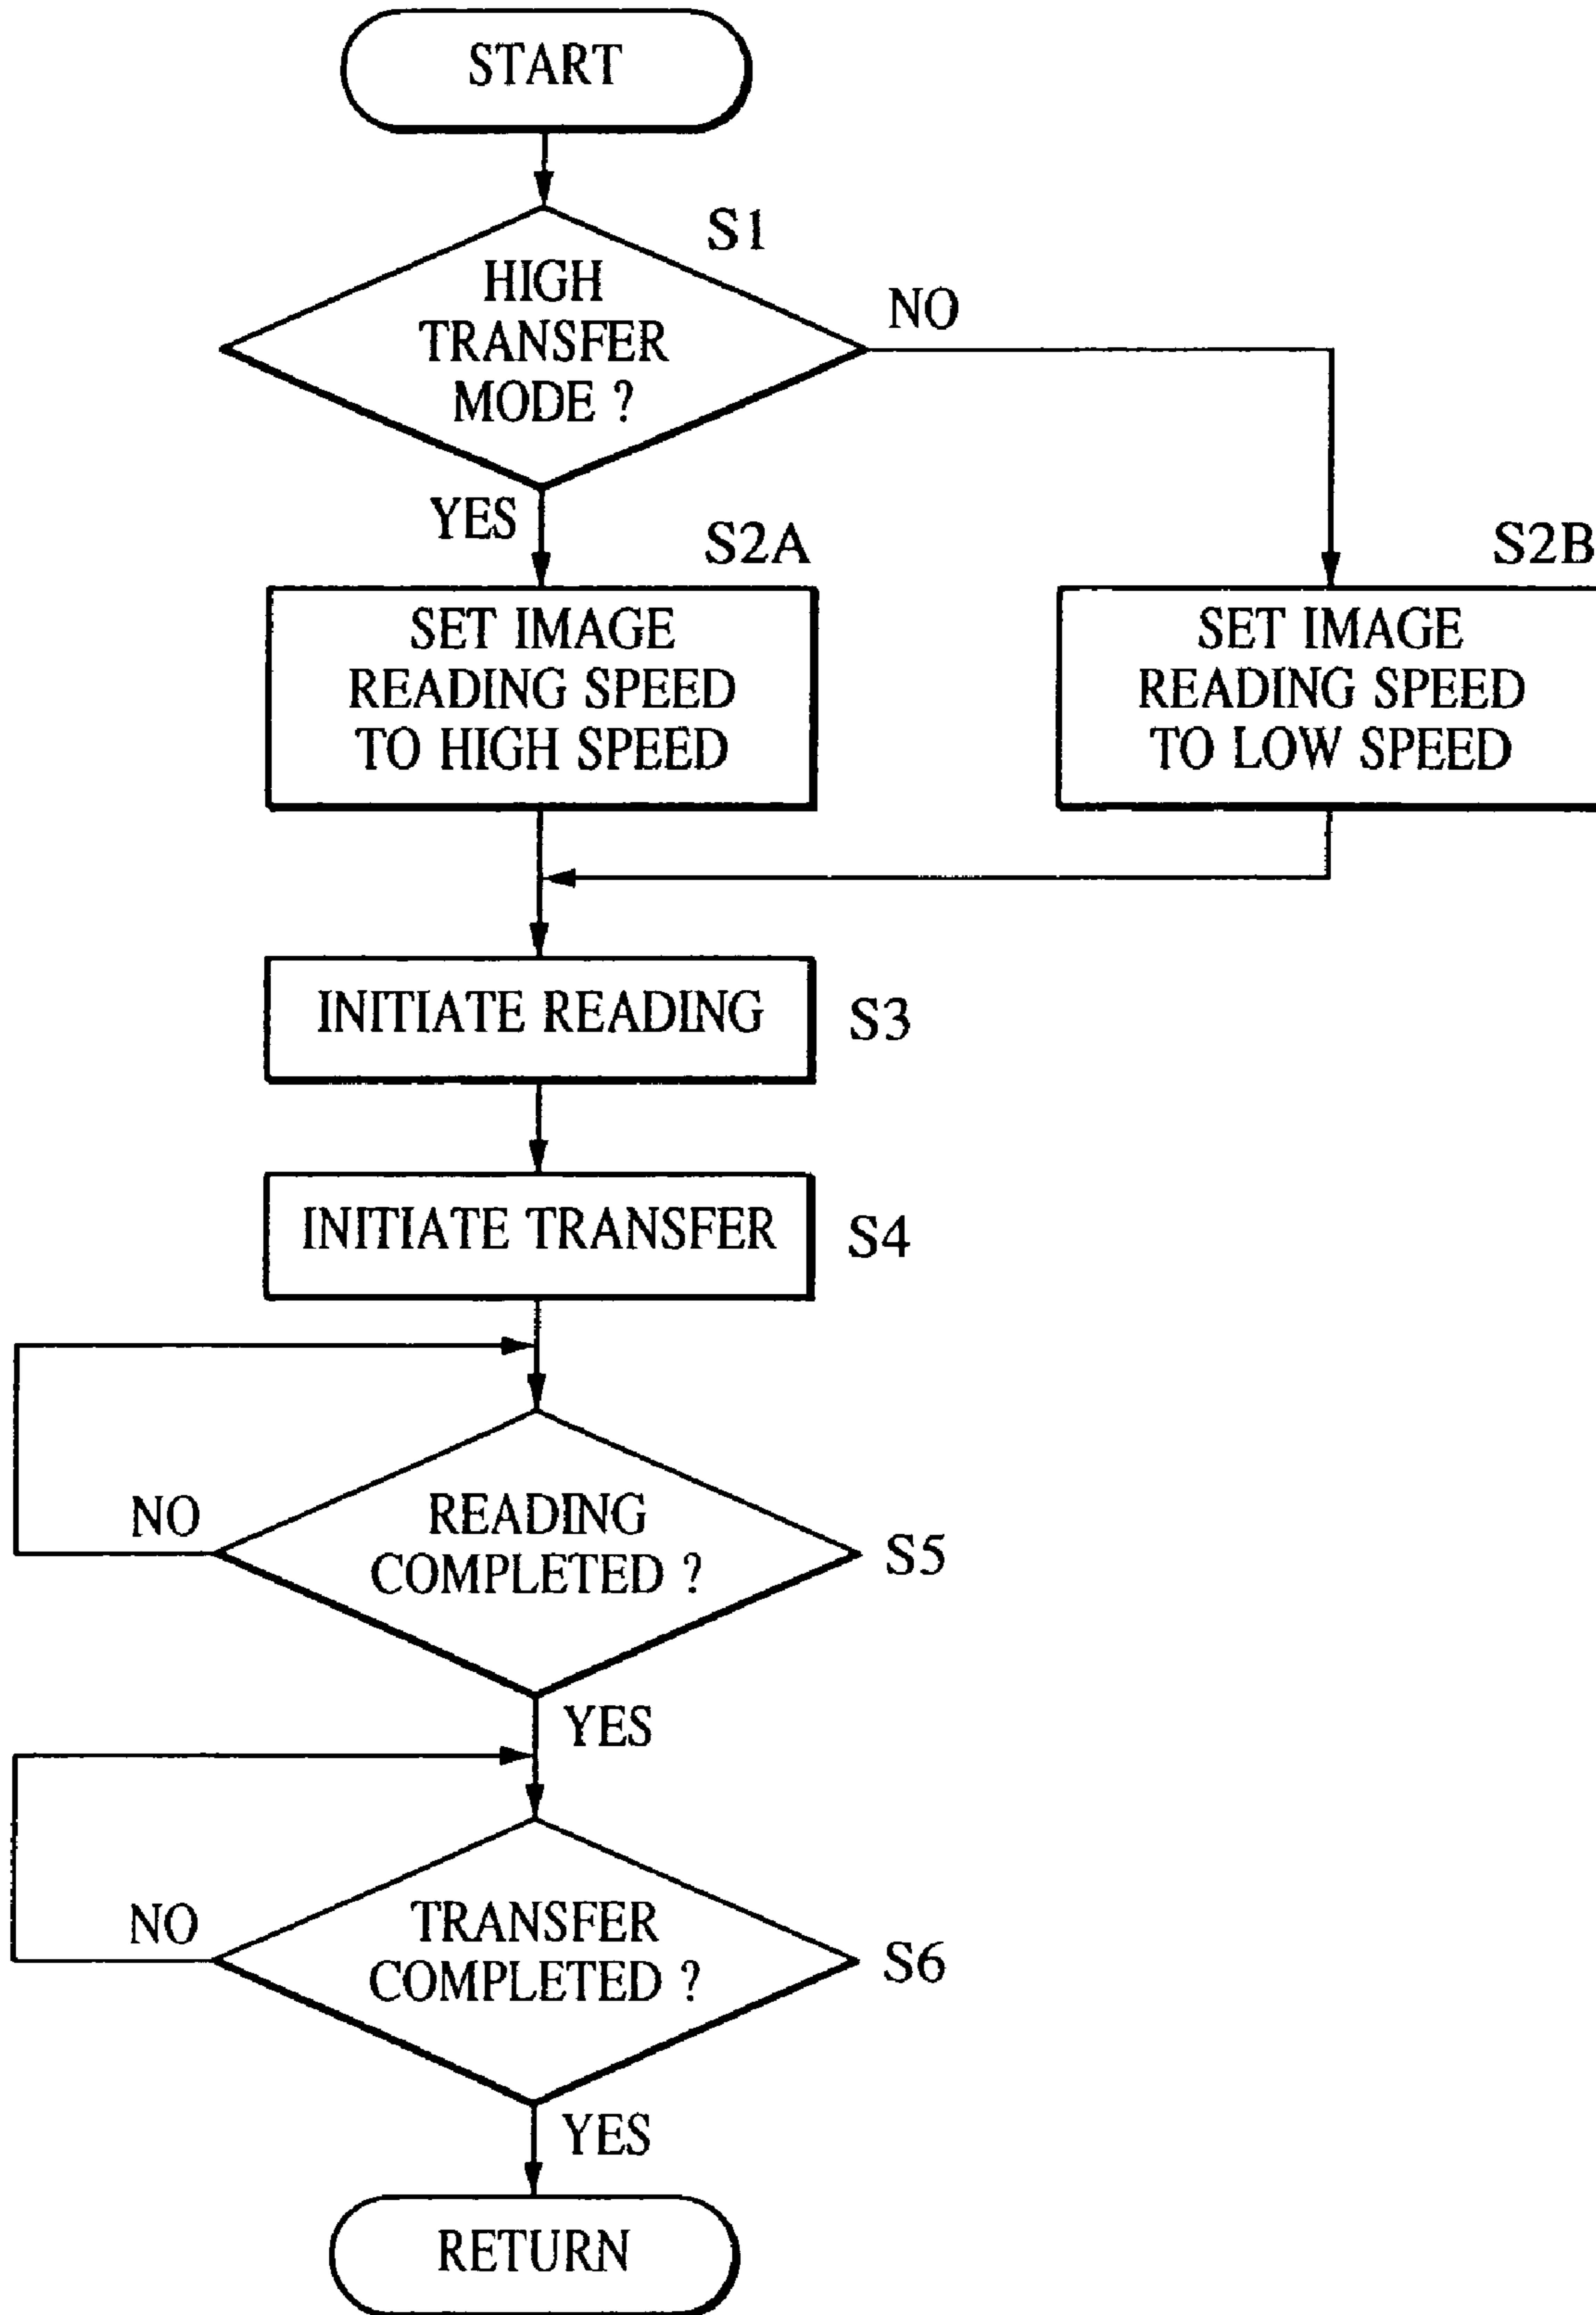 START
S1
HIGH
TRANSFER
MODE ?
NO
YES
S2A
SET IMAGE
READING SPEED
TO HIGH SPEED
S2B
SET IMAGE
READING SPEED
TO LOW SPEED
INITIATE READING
S3
INITIATE TRANSFER
S4
READING
COMPLETED ?
NO
S5
YES
TRANSFER
COMPLETED ?
NO
S6
YES
RETURN